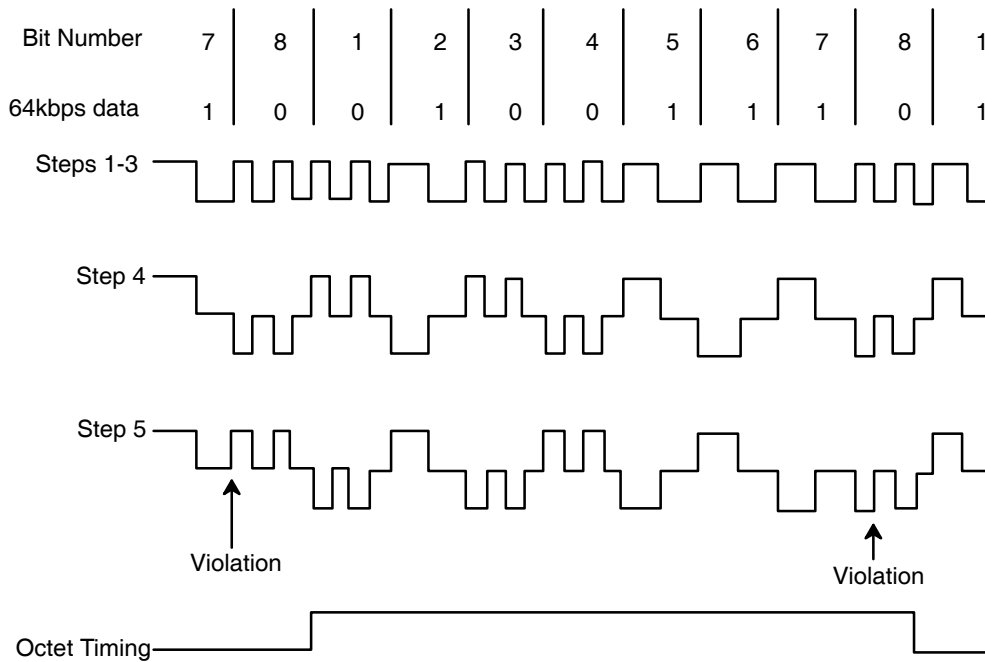 Bit Number 7 8 1 2 3 4 5 6 7 8 1
64kbps data 1 0 0 1 0 0 1 1 1 0 1
Steps 1-3
Step 4
Step 5
Violation
Violation
Octet Timing